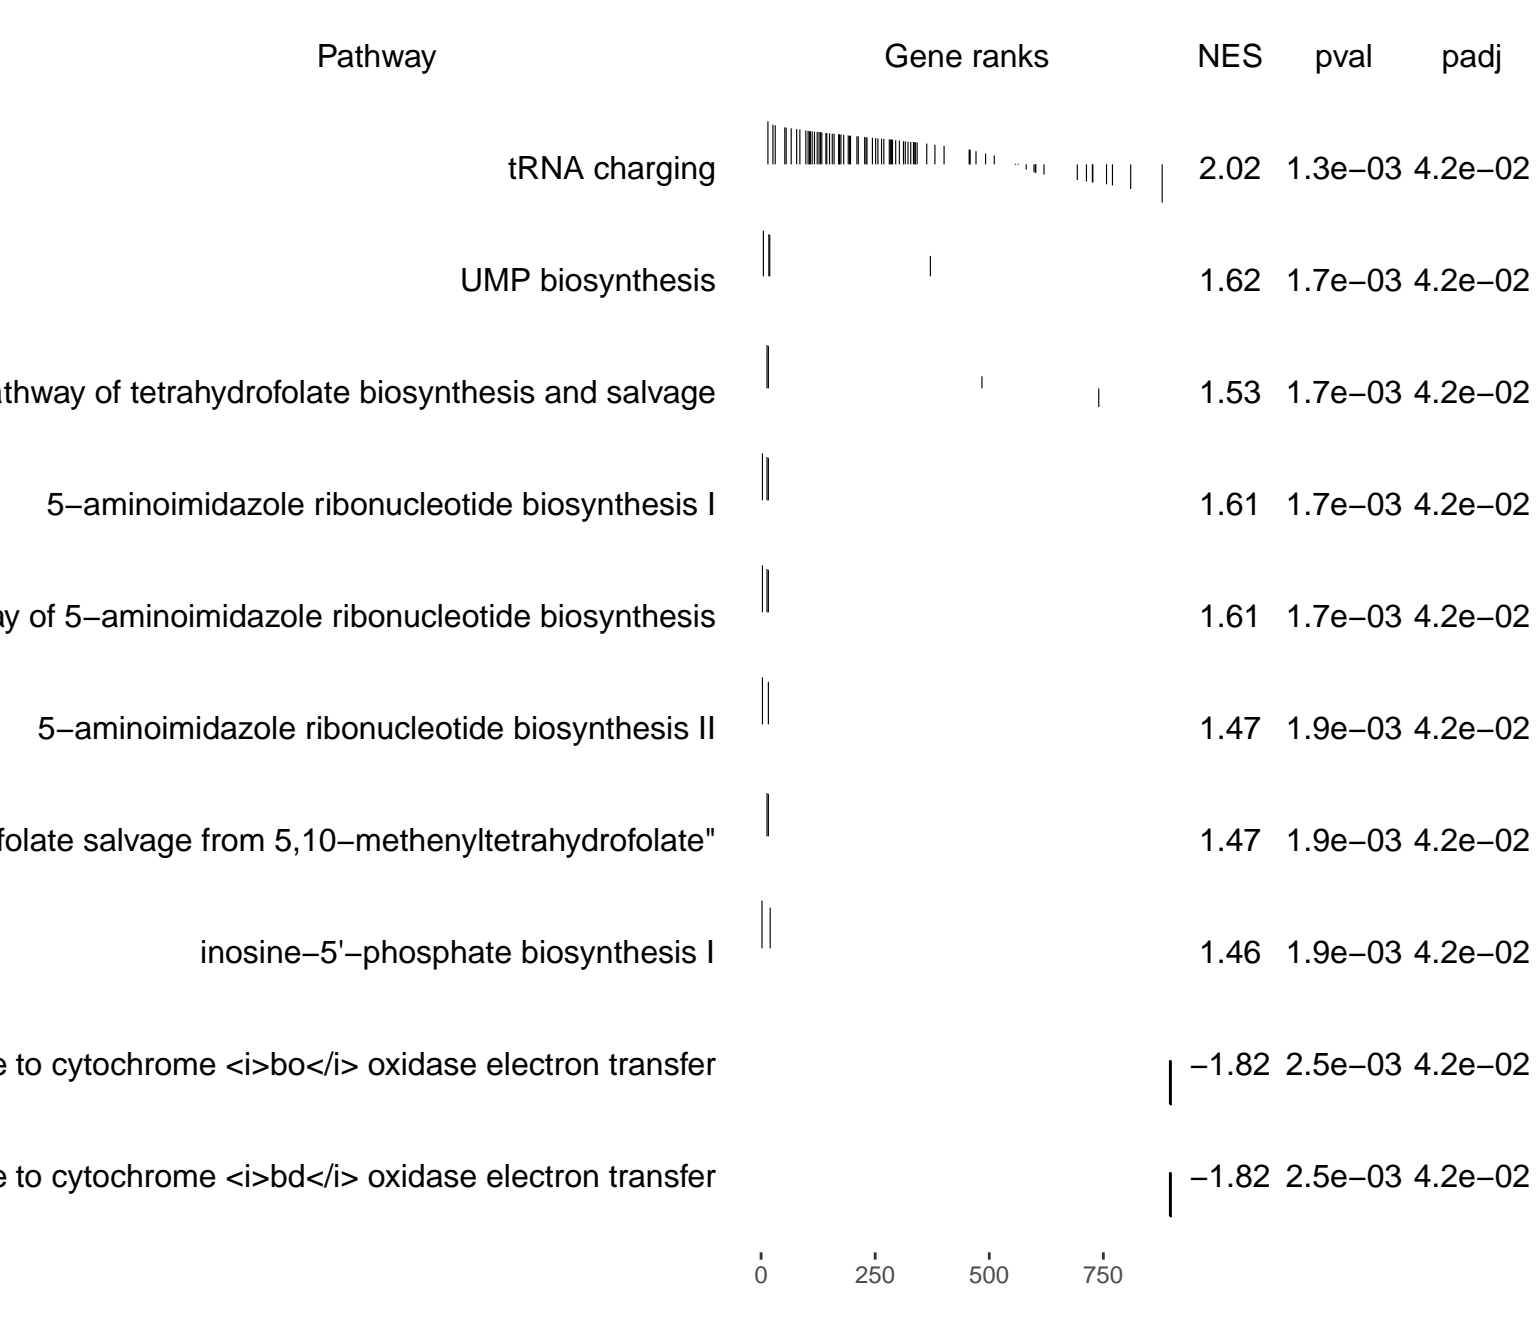 Pathway Gene ranks NES pval padj
tRNA charging 2.02 1.3e−03 4.2e−02
UMP biosynthesis 1.62 1.7e−03 4.2e−02
of tetrahydrofolate biosynthesis and salvage 1.53 1.7e−03 4.2e−02
5−aminoimidazole ribonucleotide biosynthesis I 1.61 1.7e−03 4.2e−02
of 5−aminoimidazole ribonucleotide biosynthesis 1.61 1.7e−03 4.2e−02
5−aminoimidazole ribonucleotide biosynthesis II 1.47 1.9e−03 4.2e−02
folate salvage from 5,10−methenyltetrahydrofolate" 1.47 1.9e−03 4.2e−02
inosine−5'−phosphate biosynthesis I 1.46 1.9e−03 4.2e−02
to cytochrome <i>bo</i> oxidase electron transfer −1.82 2.5e−03 4.2e−02
to cytochrome <i>bd</i> oxidase electron transfer −1.82 2.5e−03 4.2e−02
0 250 500 750